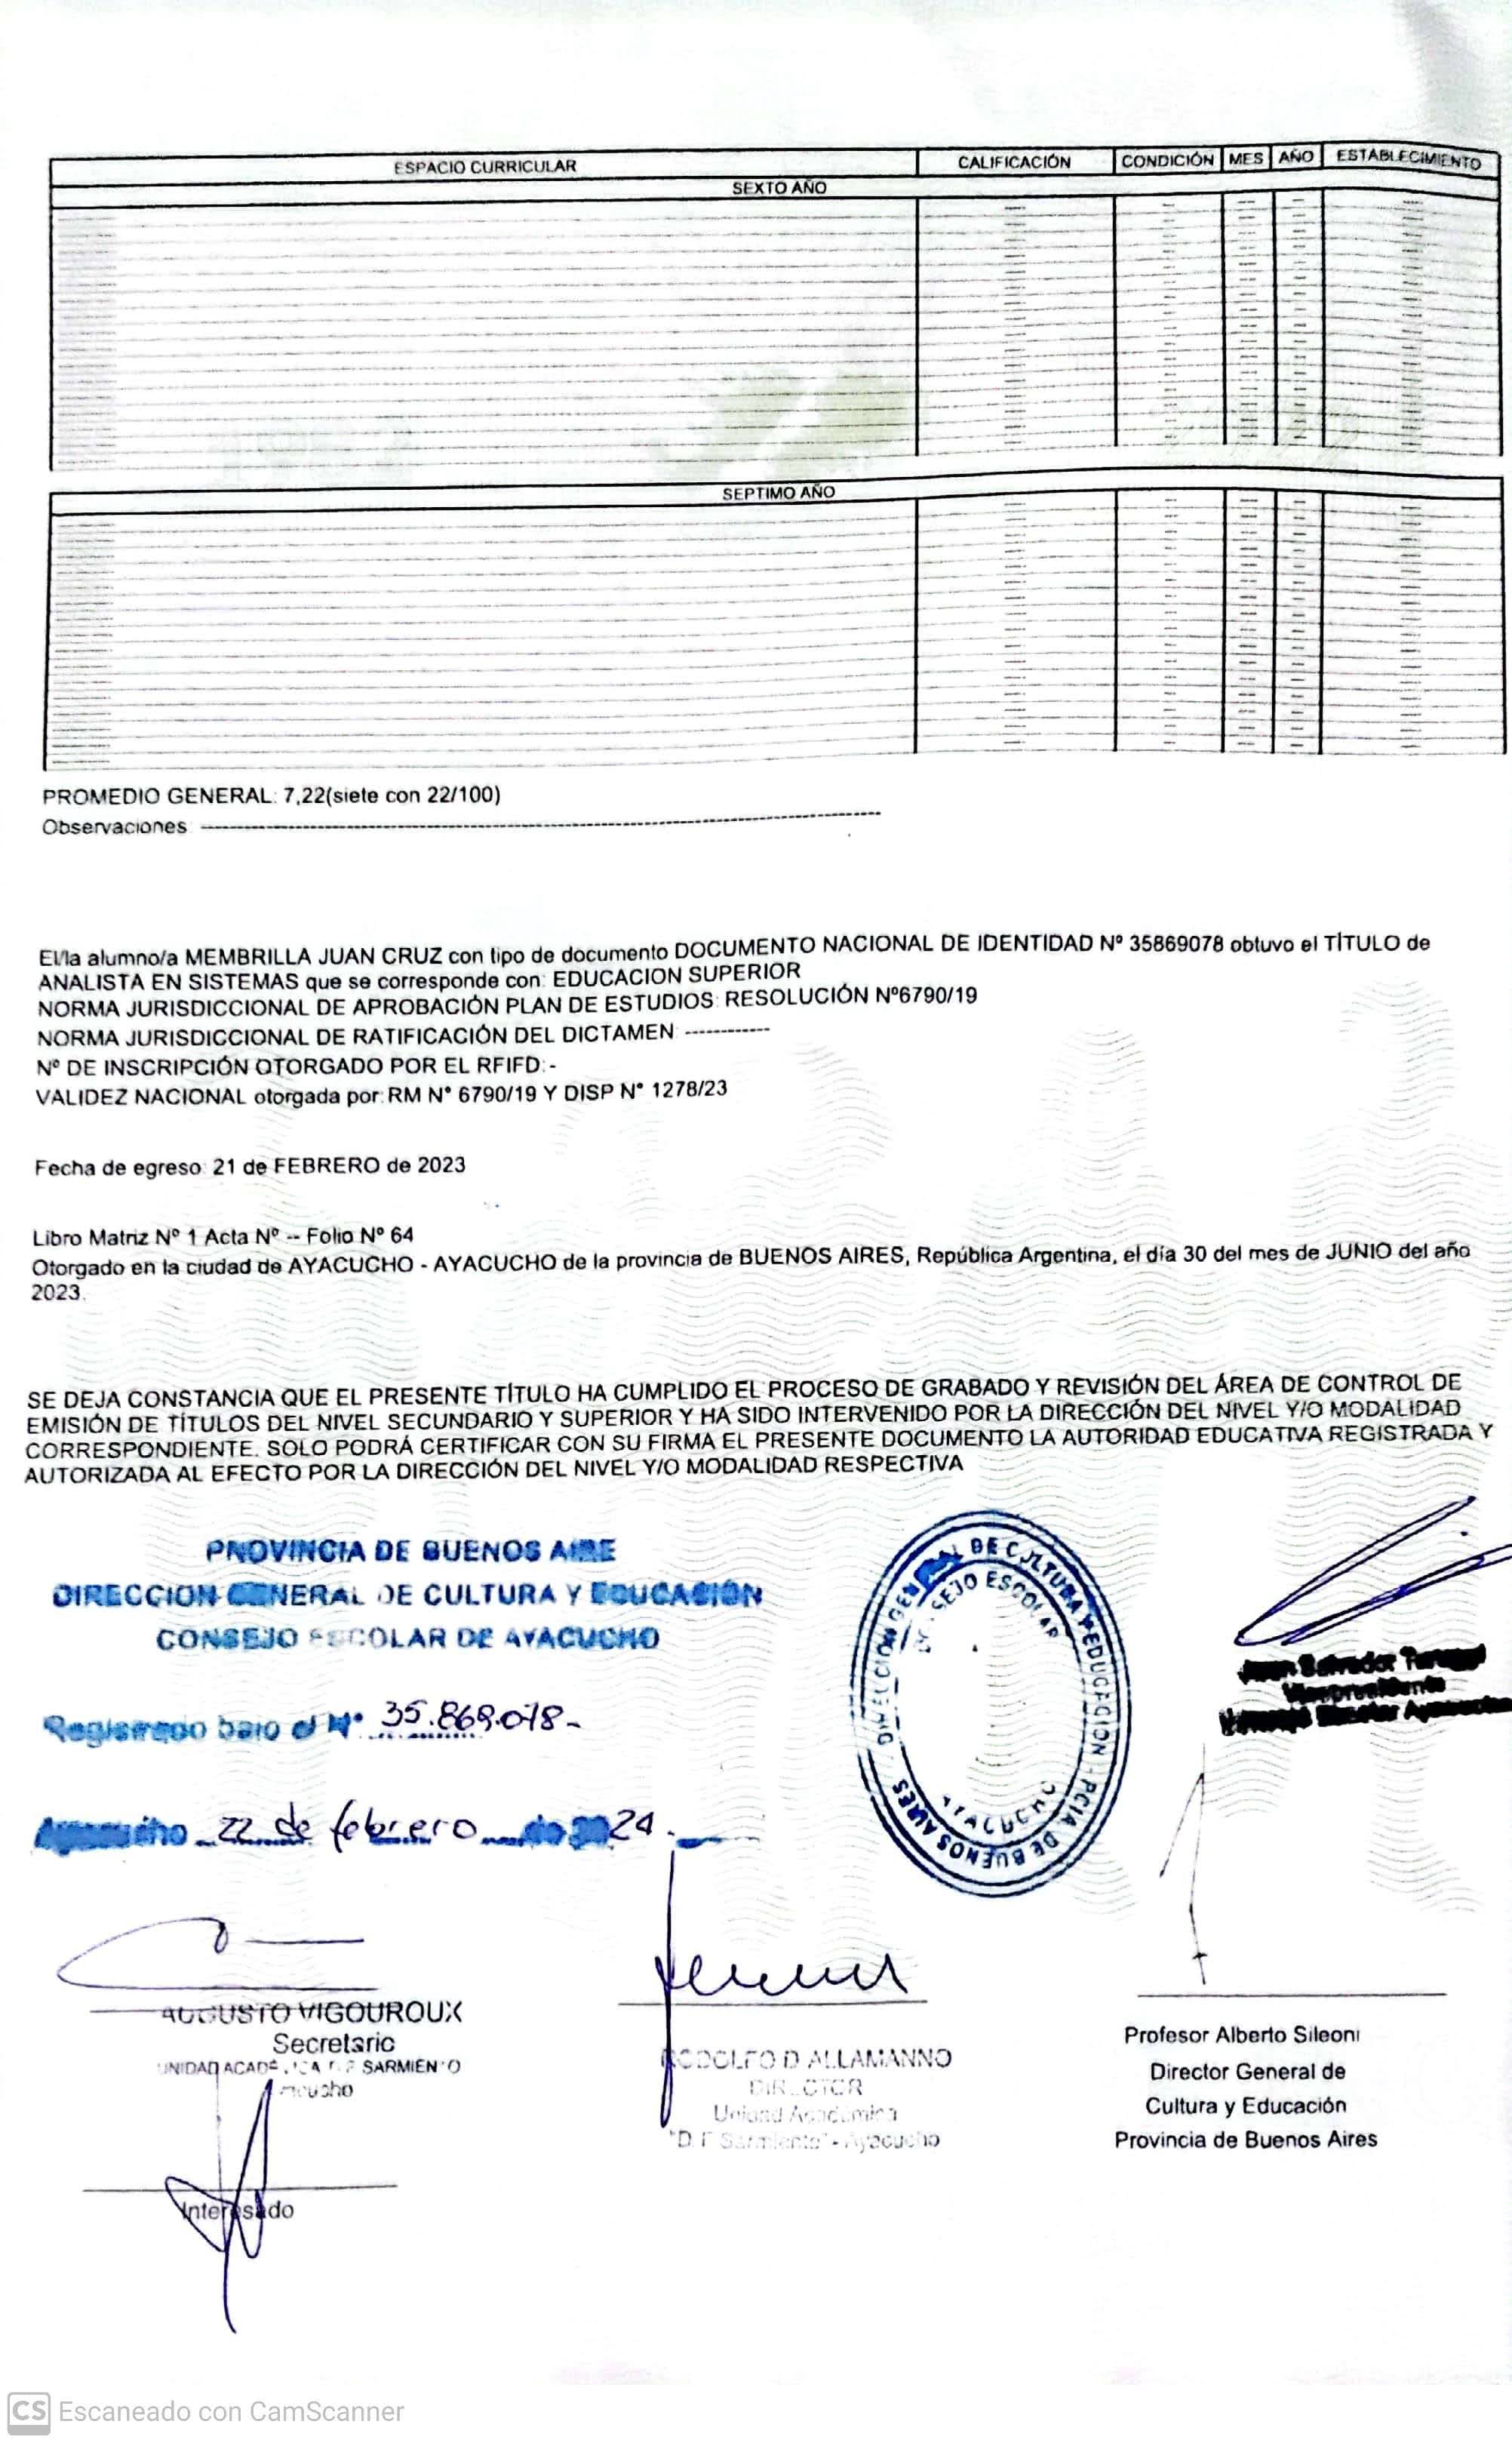 ESPACIO CURRICULAR CALIFICACIÓN CONDICIÓN MES AÑO ESTABLECIMIENTO
SEXTO AÑO
SEPTIMO AÑO
PROMEDIO GENERAL: 7,22(siete con 22/100)
Observaciones ------------
El/la alumno/a MEMBRILLA JUAN CRUZ con tipo de documento DOCUMENTO NACIONAL DE IDENTIDAD Nº 35869078 obtuvo el TÍTULO de
ANALISTA EN SISTEMAS que se corresponde con: EDUCACION SUPERIOR
NORMA JURISDICCIONAL DE APROBACIÓN PLAN DE ESTUDIOS: RESOLUCIÓN Nº6790/19
NORMA JURISDICCIONAL DE RATIFICACIÓN DEL DICTAMEN ------------
Nº DE INSCRIPCIÓN OTORGADO POR EL RFIFD:-
VALIDEZ NACIONAL otorgada por: RM N° 6790/19 Y DISP N° 1278/23
Fecha de egreso: 21 de FEBRERO de 2023
Libro Matriz Nº 1 Acta Nº -- Folio Nº 64
Otorgado en la ciudad de AYACUCHO - AYACUCHO de la provincia de BUENOS AIRES, República Argentina, el día 30 del mes de JUNIO del año
2023.
SE DEJA CONSTANCIA QUE EL PRESENTE TÍTULO HA CUMPLIDO EL PROCESO DE GRABADO Y REVISIÓN DEL ÁREA DE CONTROL DE
EMISIÓN DE TÍTULOS DEL NIVEL SECUNDARIO Y SUPERIOR Y HA SIDO INTERVENIDO POR LA DIRECCIÓN DEL NIVEL Y/O MODALIDAD
CORRESPONDIENTE. SOLO PODRÁ CERTIFICAR CON SU FIRMA EL PRESENTE DOCUMENTO LA AUTORIDAD EDUCATIVA REGISTRADA Y
AUTORIZADA AL EFECTO POR LA DIRECCIÓN DEL NIVEL Y/O MODALIDAD RESPECTIVA
PROVINCIA DE BUENOS AIRE
DIRECCION GENERAL DE CULTURA Y EDUCACIÓN
CONSEJO ESCOLAR DE AYACUCHO
DIRECCIÓN GENERAL DE CULTURA Y EDUCACIÓN - PCIA. DE BUENOS AIRES
CONSEJO ESCOLAR
AYACUCHO
Juan Salvador
Vicepresidente
Consejo Escolar Ayacucho
Registrado bajo el Nº 35.869.078-
Ayacucho 22 de febrero de 2024.
AUGUSTO VIGOUROUX
Secretario
UNIDAD ACADÉMICA D. F. SARMIENTO
Ayacucho
RODOLFO D ALLAMANNO
DIRECTOR
Unidad Académica
"D. F. Sarmiento" - Ayacucho
Profesor Alberto Sileoni
Director General de
Cultura y Educación
Provincia de Buenos Aires
Interesado
CS Escaneado con CamScanner